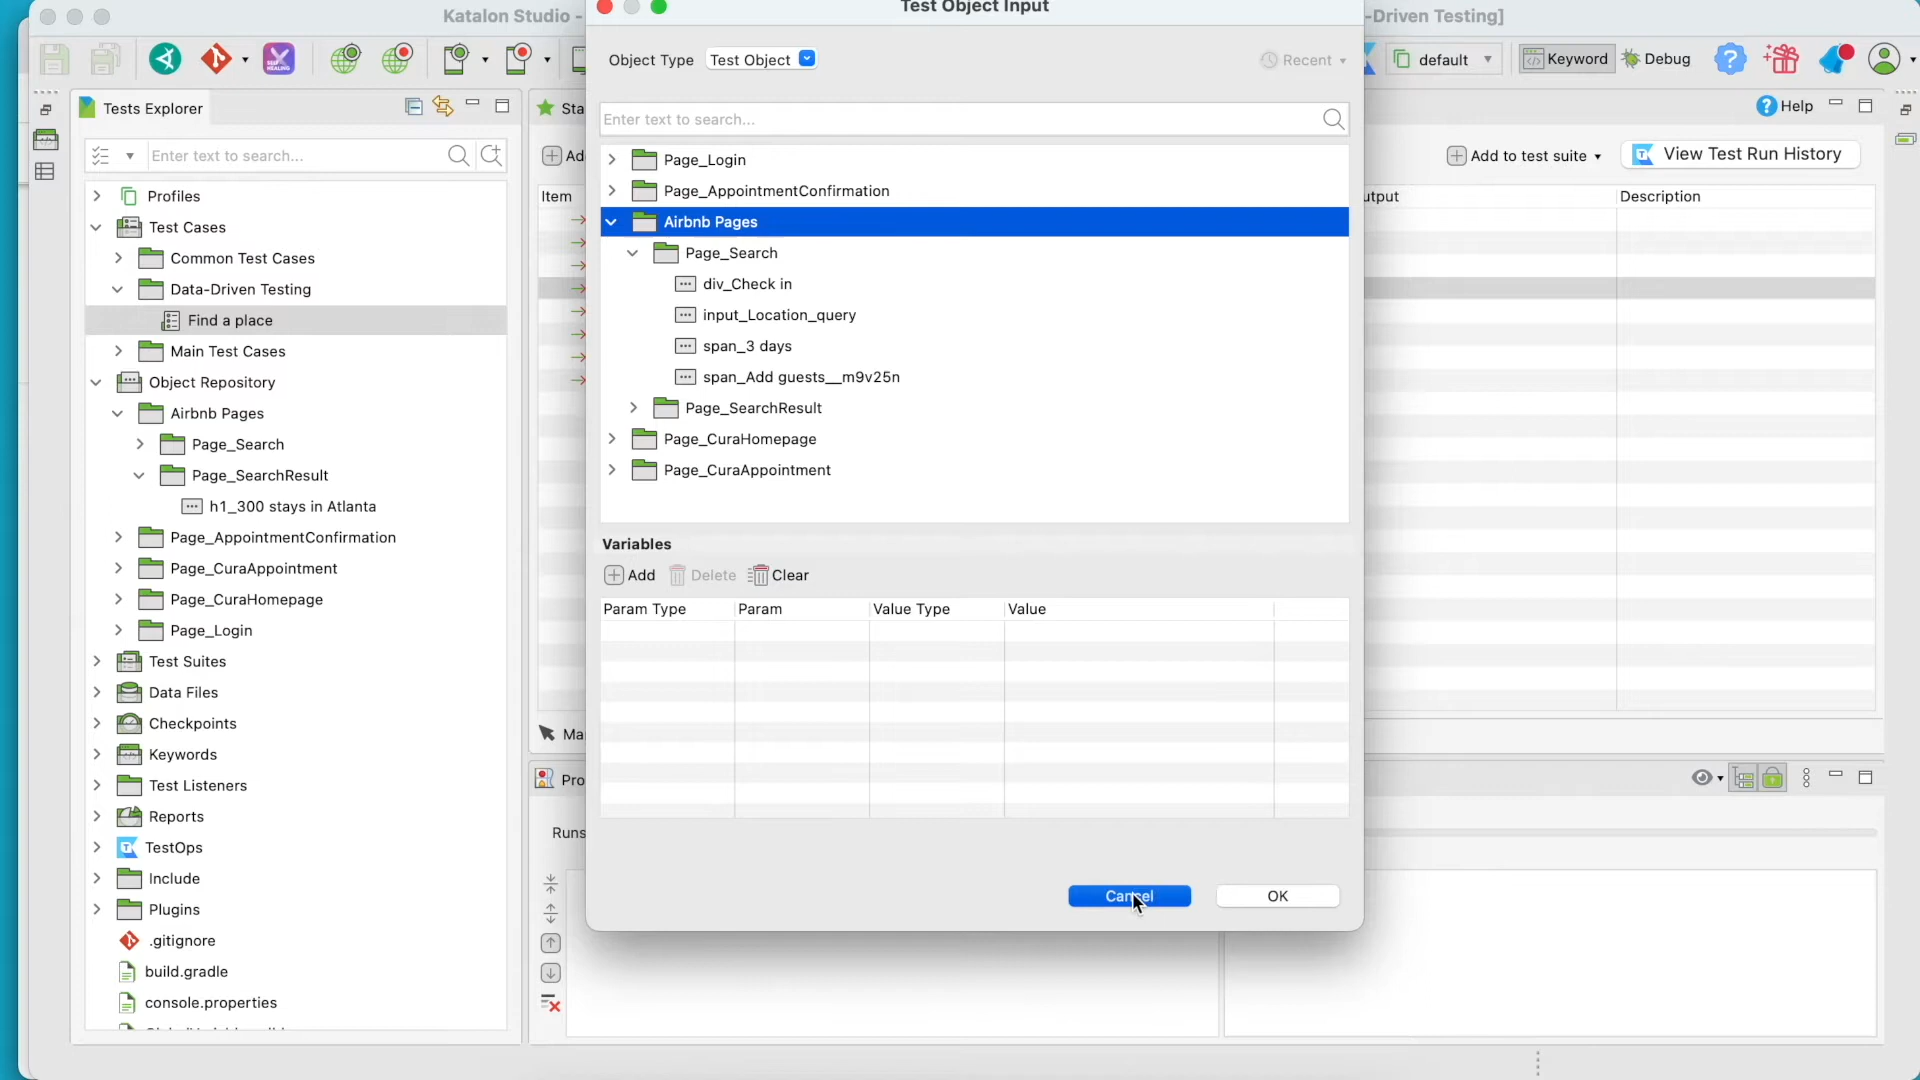 Katalon Studio -
Test Object Input
-Driven Testing]
SELF HEALING
default
Keyword
Debug
Object Type
Test Object
Recent
Tests Explorer
Sta
Help
Enter text to search...
Enter text to search...
Ad
Add to test suite
View Test Run History
Item
utput
Description
Profiles
Test Cases
Common Test Cases
Data-Driven Testing
Find a place
Main Test Cases
Object Repository
Airbnb Pages
Page_Search
Page_SearchResult
h1_300 stays in Atlanta
Page_AppointmentConfirmation
Page_CuraAppointment
Page_CuraHomepage
Page_Login
Test Suites
Data Files
Checkpoints
Keywords
Test Listeners
Reports
TestOps
Include
Plugins
.gitignore
build.gradle
console.properties
Page_Login
Page_AppointmentConfirmation
Airbnb Pages
Page_Search
div_Check in
input_Location_query
span_3 days
span_Add guests__m9v25n
Page_SearchResult
Page_CuraHomepage
Page_CuraAppointment
Variables
Add
Delete
Clear
Param Type
Param
Value Type
Value
Ma
Pro
Runs
Cancel
OK